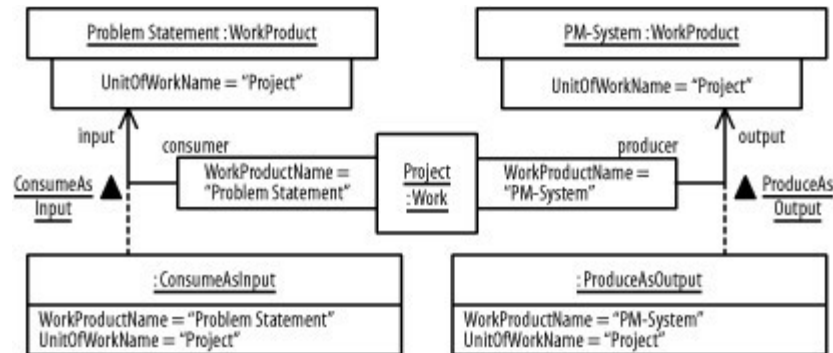 Problem Statement : WorkProduct
UnitOfWorkName = “Project”
PM-System : WorkProduct
UnitOfWorkName = “Project”
input
consumer
producer
output
ConsumeAs
Input
WorkProductName =
“Problem Statement”
Project
: Work
WorkProductName =
“PM-System”
ProduceAs
Output
: ConsumeAsInput
WorkProductName = “Problem Statement”
UnitOfWorkName = “Project”
: ProduceAsOutput
WorkProductName = “PM-System”
UnitOfWorkName = “Project”